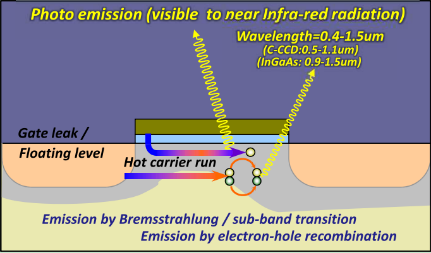 Photo emission (visible to near Infra-red radiation)
Wavelength=0.4-1.5um
(C-CCD:0.5-1.1um)
(InGaAs: 0.9-1.5um)
Gate leak /
Floating level
Hot carrier run
Emission by Bremsstrahlung / sub-band transition
Emission by electron-hole recombination